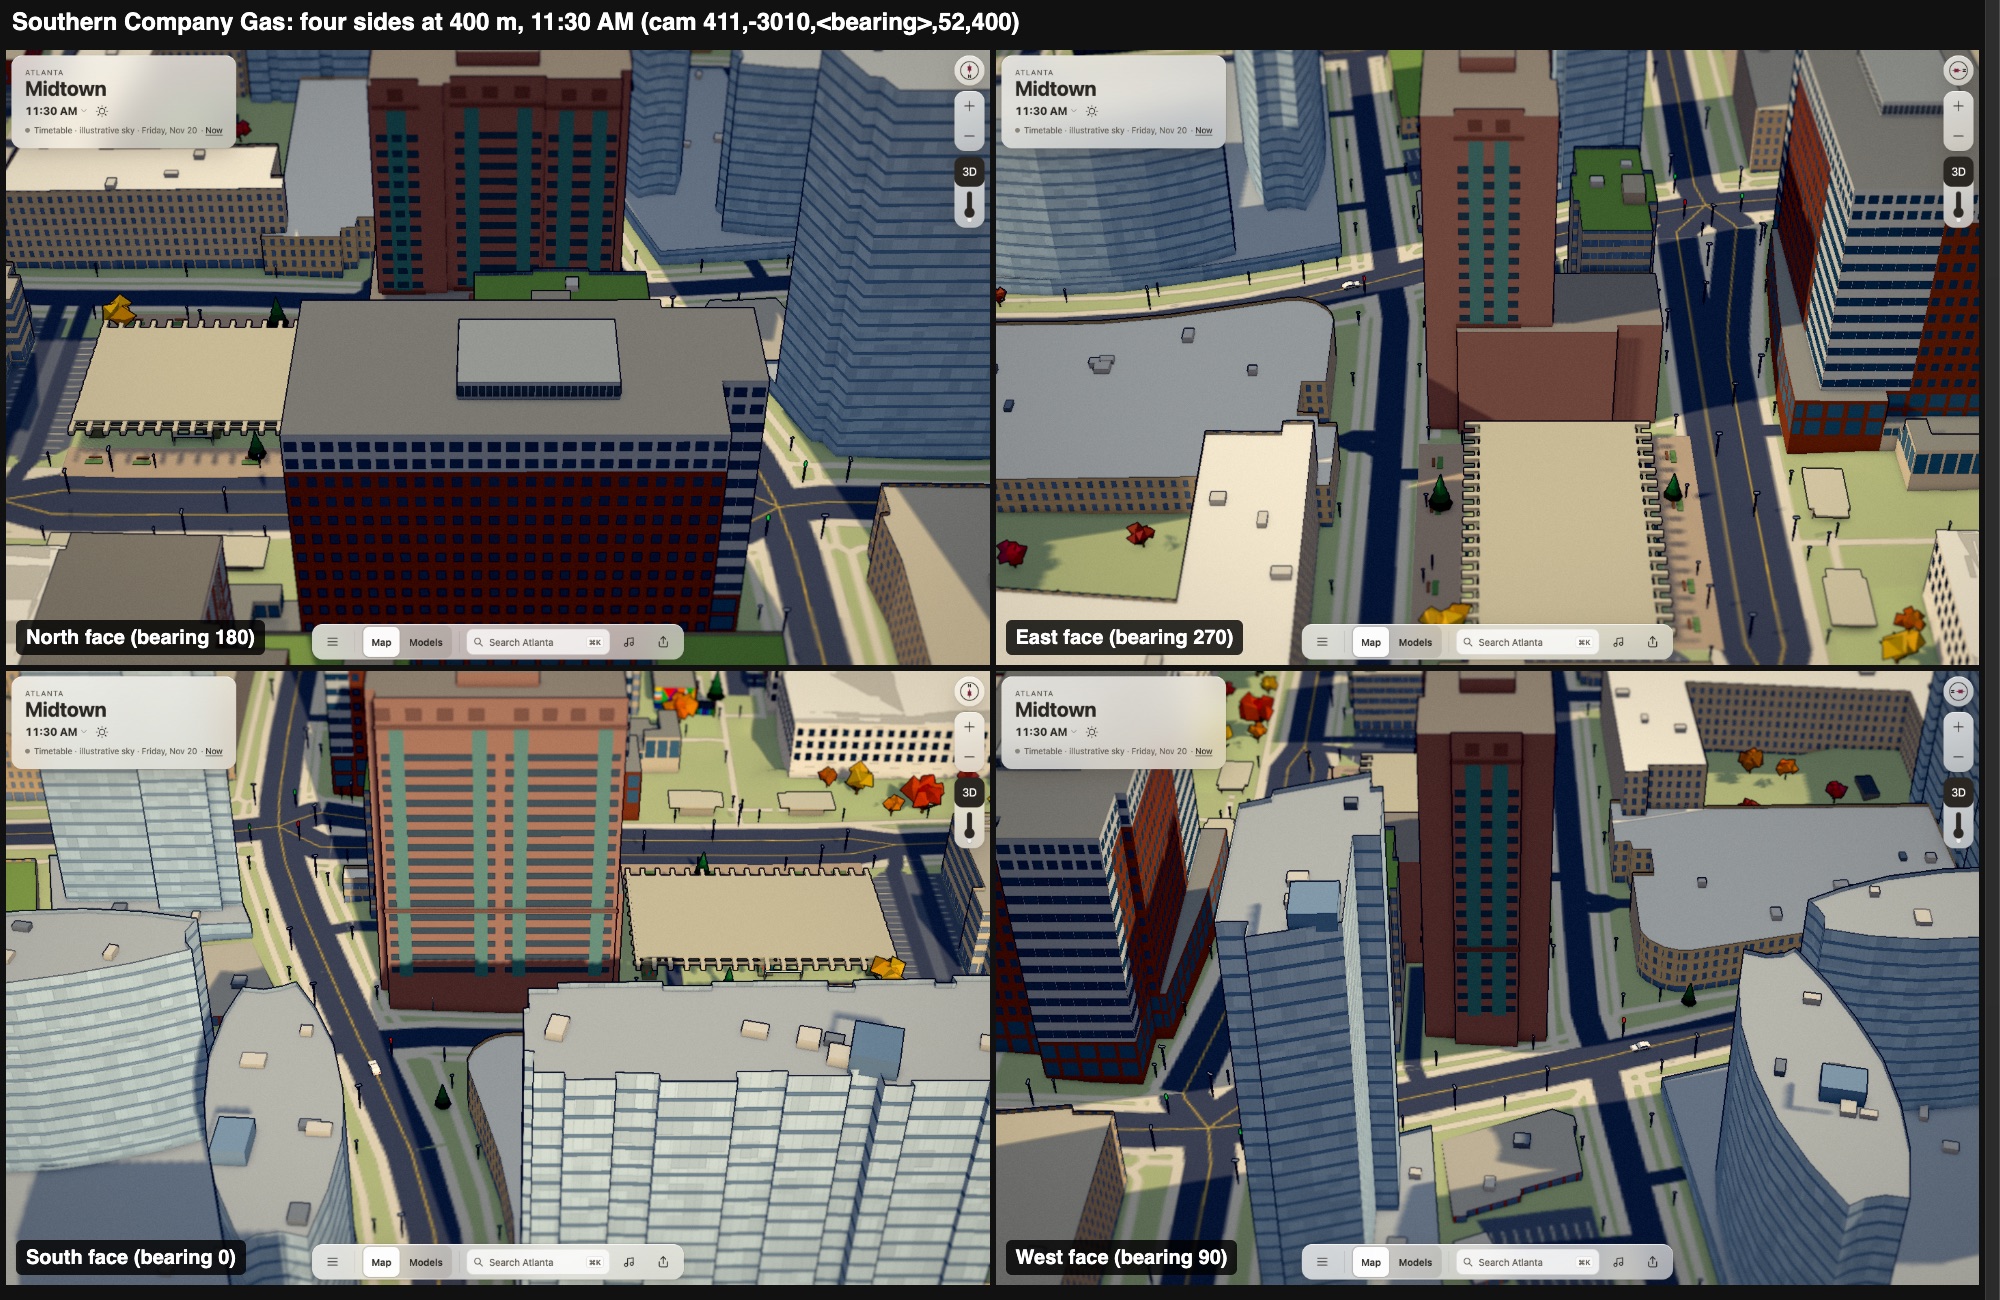 Southern Company Gas: four sides at 400 m, 11:30 AM (cam 411,-3010,<bearing>,52,400)
ATLANTA
Midtown
11:30 AM
Timetable · illustrative sky · Friday, Nov 20 · Now
N
+
−
3D
North face (bearing 180)
Map
Models
Search Atlanta
⌘K
ATLANTA
Midtown
11:30 AM
Timetable · illustrative sky · Friday, Nov 20 · Now
N
+
−
3D
East face (bearing 270)
Map
Models
Search Atlanta
⌘K
ATLANTA
Midtown
11:30 AM
Timetable · illustrative sky · Friday, Nov 20 · Now
N
+
−
3D
South face (bearing 0)
Map
Models
Search Atlanta
⌘K
ATLANTA
Midtown
11:30 AM
Timetable · illustrative sky · Friday, Nov 20 · Now
N
+
−
3D
West face (bearing 90)
Map
Models
Search Atlanta
⌘K